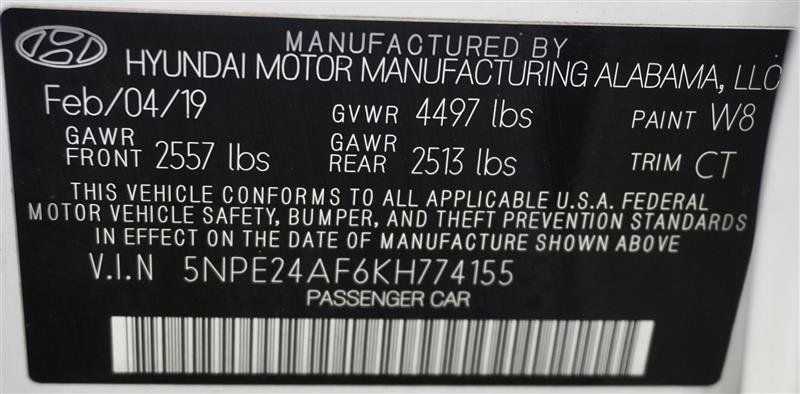 MANUFACTURED BY
HYUNDAI MOTOR MANUFACTURING ALABAMA, LLC
Feb/04/19 GVWR 4497 lbs PAINT W8
GAWR FRONT 2557 lbs GAWR REAR 2513 lbs TRIM CT
THIS VEHICLE CONFORMS TO ALL APPLICABLE U.S.A. FEDERAL
MOTOR VEHICLE SAFETY, BUMPER, AND THEFT PREVENTION STANDARDS
IN EFFECT ON THE DATE OF MANUFACTURE SHOWN ABOVE
V.I.N 5NPE24AF6KH774155
PASSENGER CAR